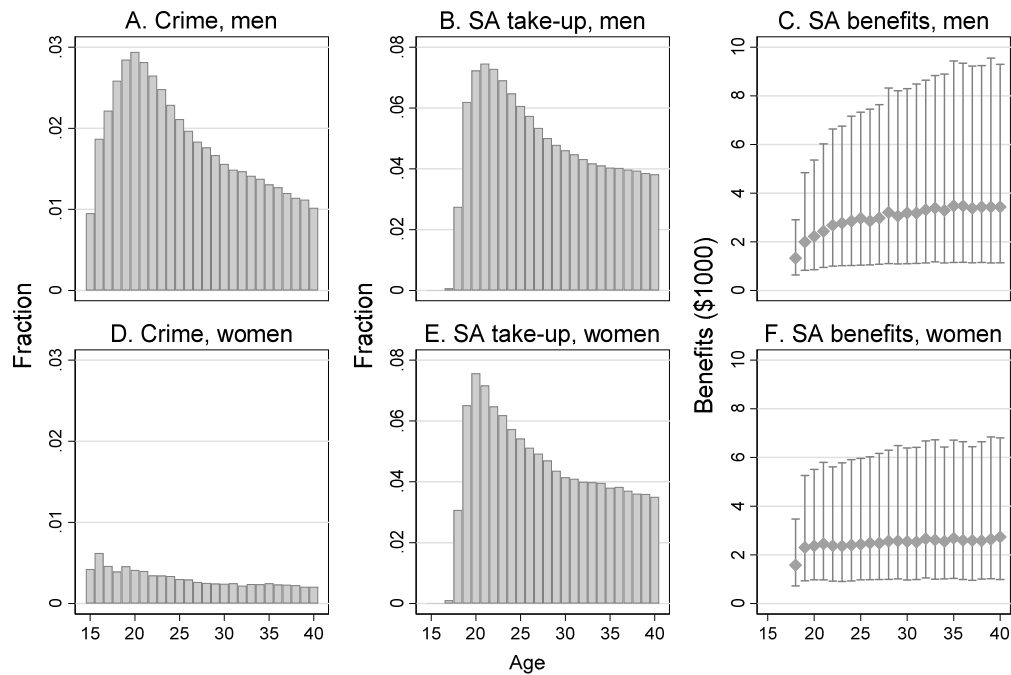 A. Crime, men
B. SA take-up, men
C. SA benefits, men
.03
.02
.01
0
.08
.06
.04
.02
0
10
8
6
4
2
0
Fraction
Fraction
Benefits ($1000)
D. Crime, women
E. SA take-up, women
F. SA benefits, women
.03
.02
.01
0
.08
.06
.04
.02
0
10
8
6
4
2
0
15 20 25 30 35 40
15 20 25 30 35 40
15 20 25 30 35 40
Age